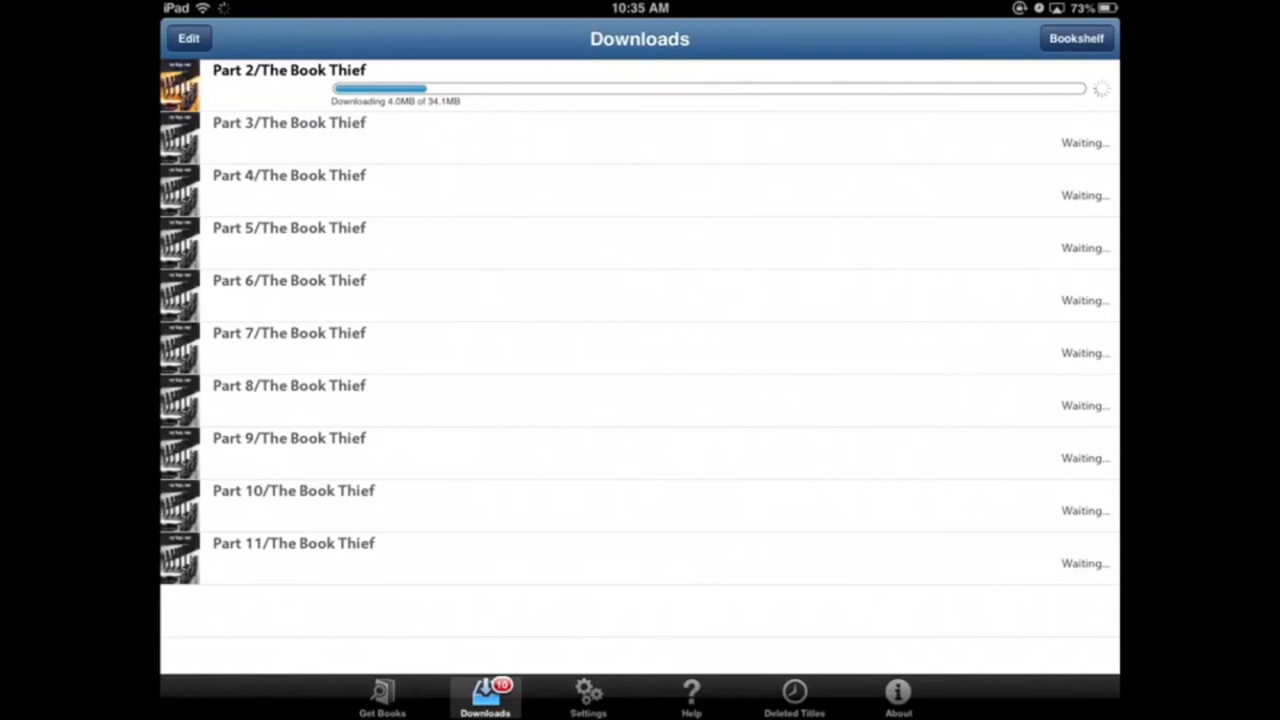 iPad 10:35 AM 73%
Edit Downloads Bookshelf
Part 2/The Book Thief
Downloading 4.0MB of 34.1MB
Part 3/The Book Thief
Waiting...
Part 4/The Book Thief
Waiting...
Part 5/The Book Thief
Waiting...
Part 6/The Book Thief
Waiting...
Part 7/The Book Thief
Waiting...
Part 8/The Book Thief
Waiting...
Part 9/The Book Thief
Waiting...
Part 10/The Book Thief
Waiting...
Part 11/The Book Thief
Waiting...
10
Get Books Downloads Settings Help Deleted Titles About